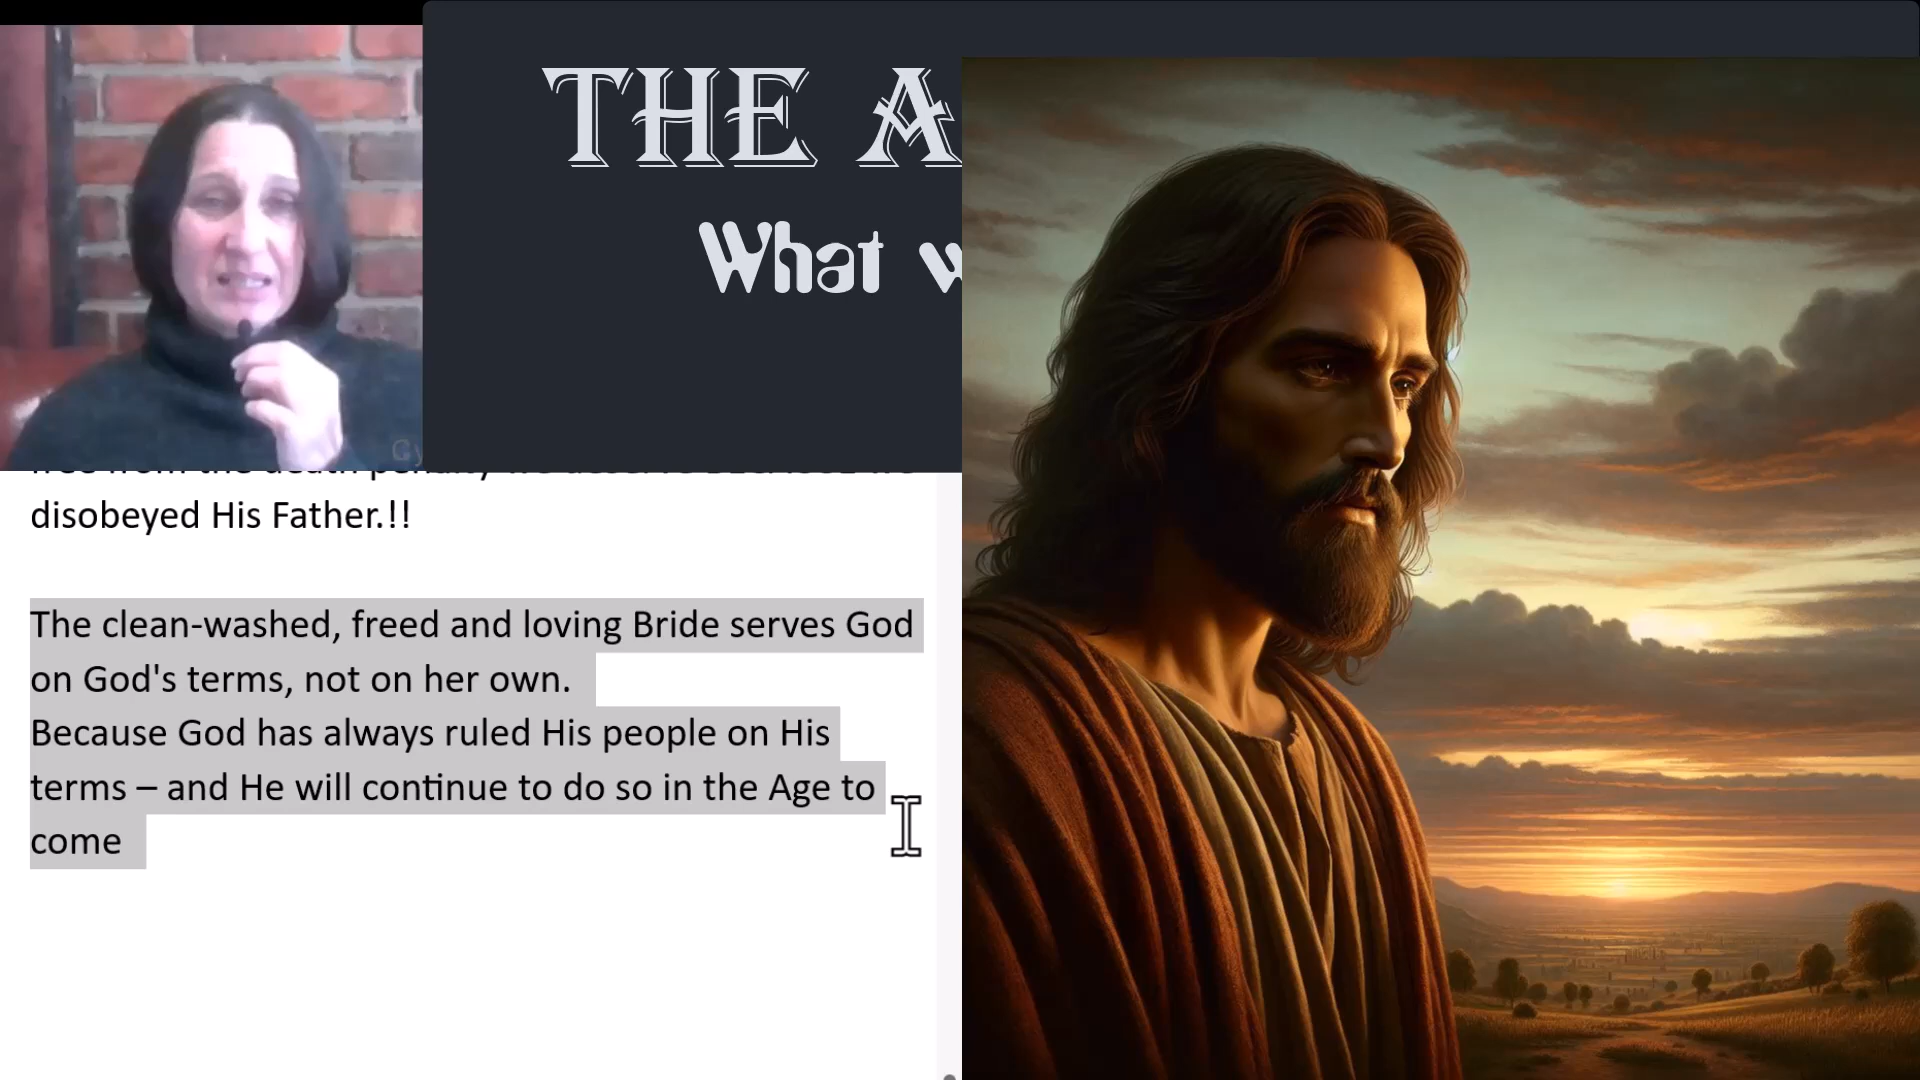 THE A
What w
disobeyed His Father.!!
The clean-washed, freed and loving Bride serves God
on God's terms, not on her own.
Because God has always ruled His people on His
terms – and He will continue to do so in the Age to
come